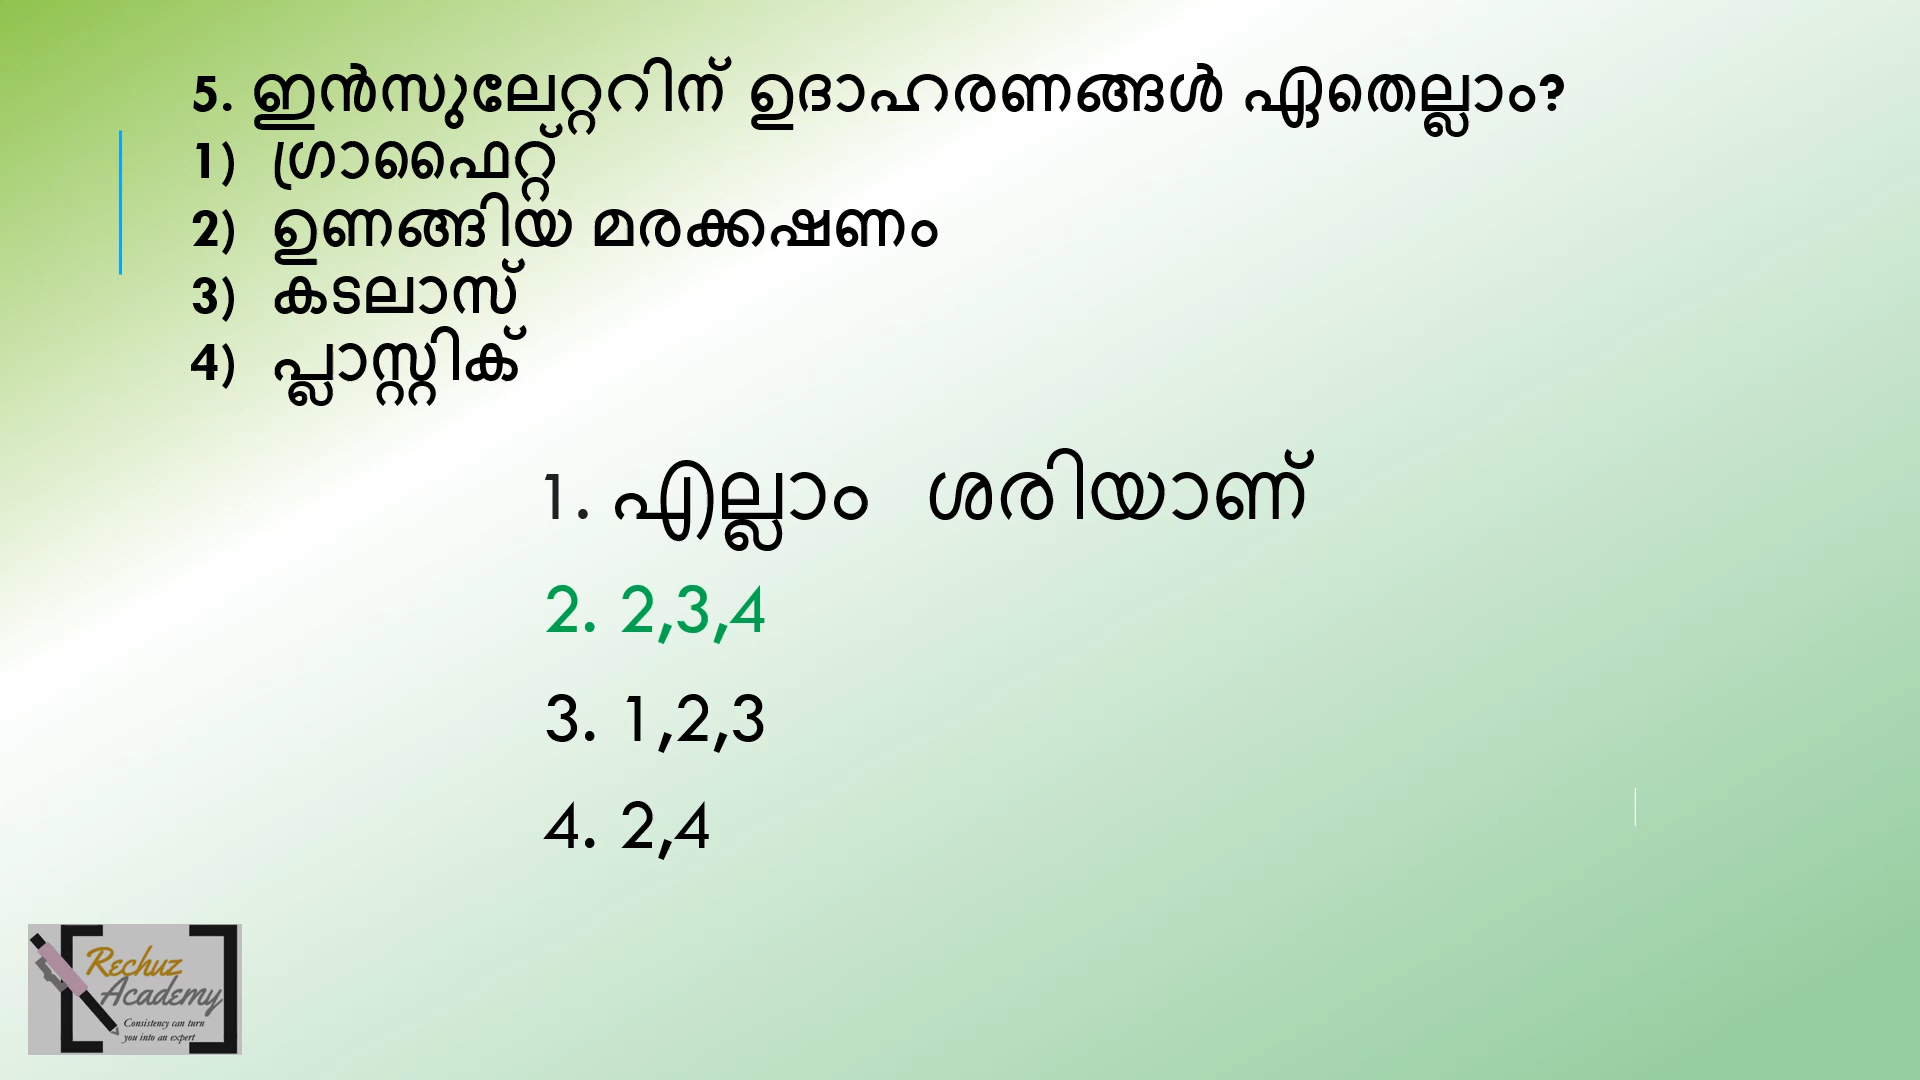 5. ഇൻസുലേറ്ററിന് ഉദാഹരണങ്ങൾ ഏതെല്ലാം?
1) ഗ്രാഫൈറ്റ്
2) ഉണങ്ങിയ മരക്കഷണം
3) കടലാസ്
4) പ്ലാസ്റ്റിക്
1. എല്ലാം ശരിയാണ്
2. 2,3,4
3. 1,2,3
4. 2,4
Rechuz
Academy
Consistency can turn
you into an expert